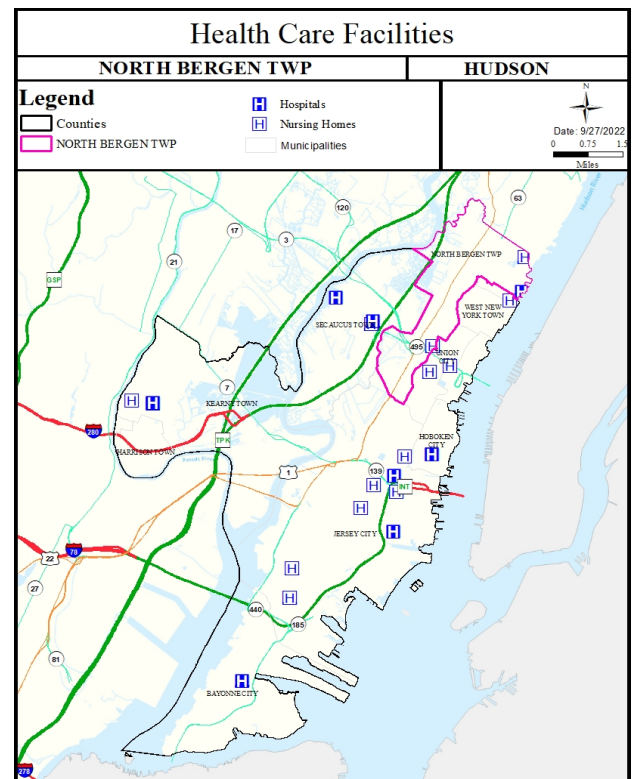 Health Care Facilities
NORTH BERGEN TWP
HUDSON
Legend
Counties
NORTH BERGEN TWP
H Hospitals
H Nursing Homes
Municipalities
N
Date: 9/27/2022
0 0.75 1.5
Miles
63
Hudson River
120
17
3
21
NORTH BERGEN TWP
GSP
H
H
H
H
WEST NEW
YORK TOWN
SECAUCUS TOWN
H
495
H
UNION
CITY
H
H
7
KEARNY TOWN
H
H
280
HARRISON TOWN
TPK
HOBOKEN
CITY
H
H
1
139
H
H
INT
H
H
JERSEY CITY
H
78
22
H
27
H
440
185
81
H
BAYONNE CITY
278